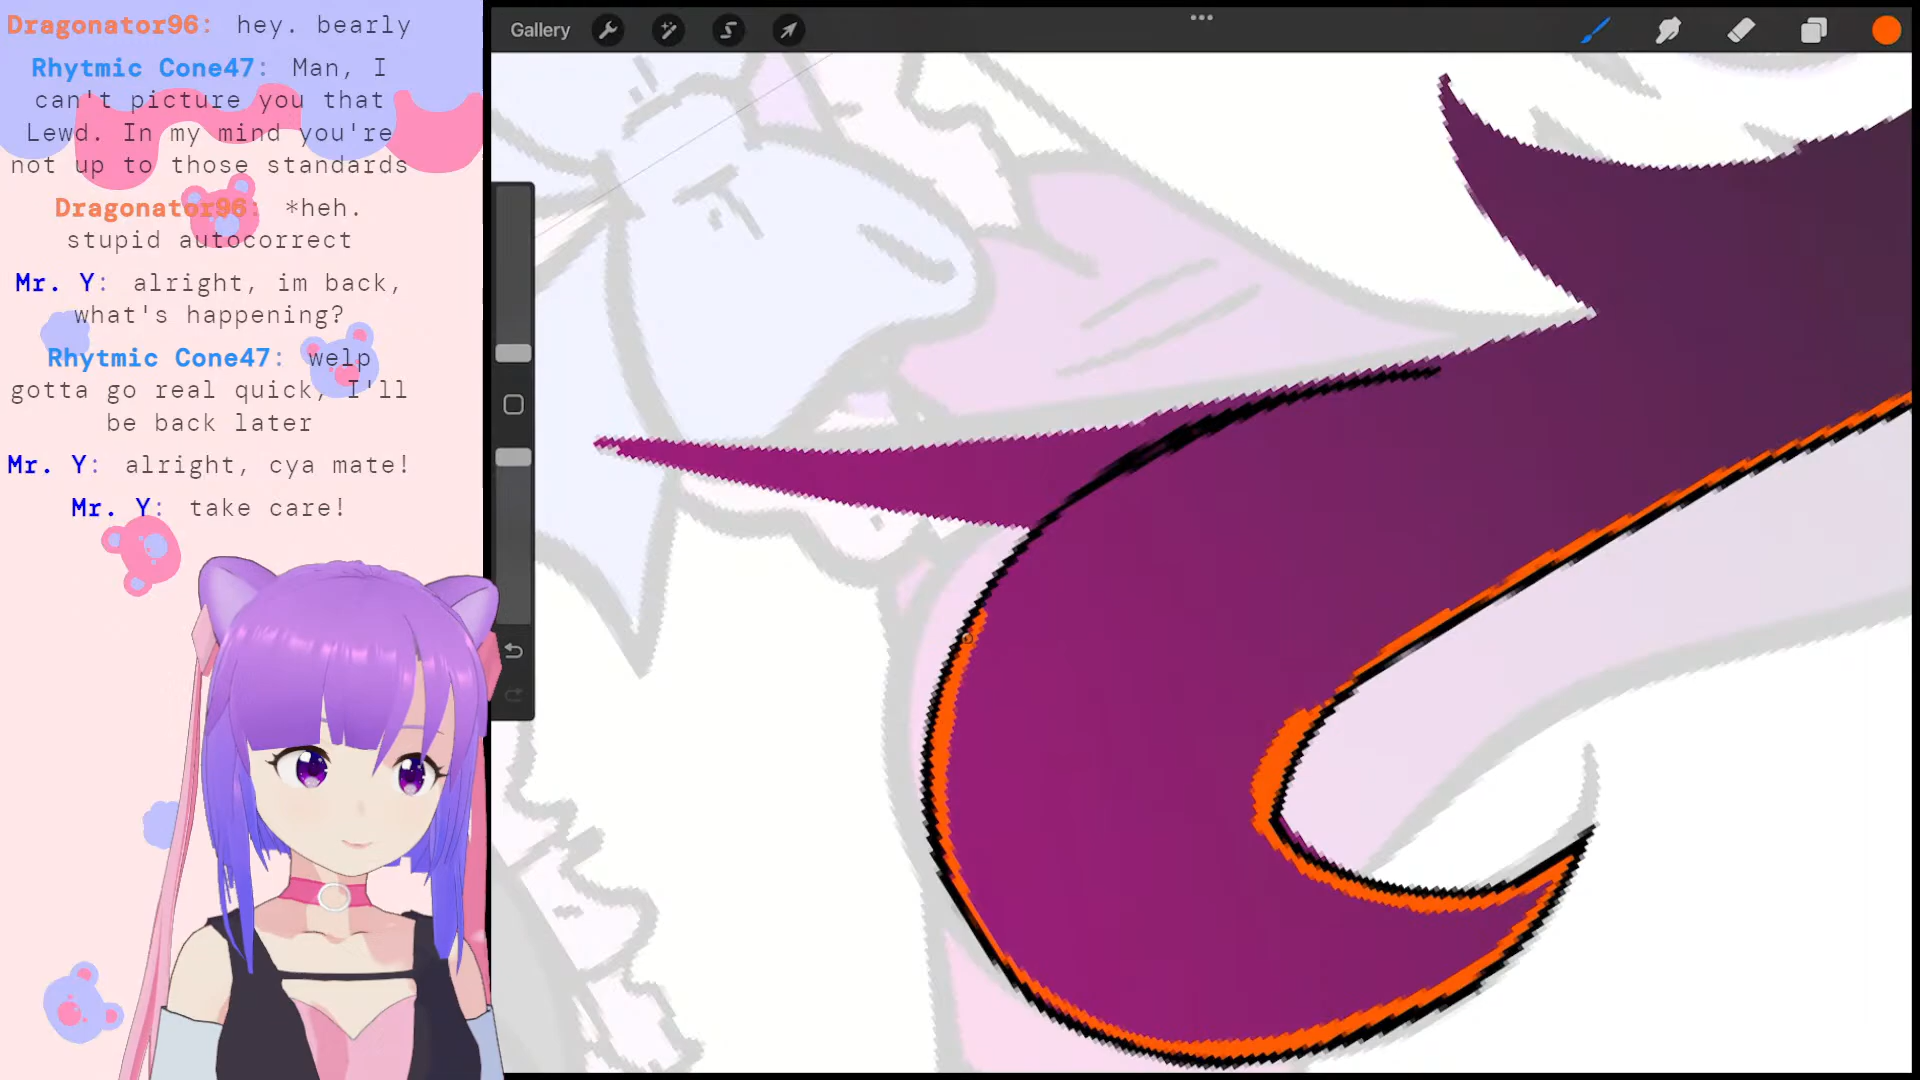 Dragonator96: hey. bearly
Rhytmic Cone47: Man, I
can't picture you that
Lewd. In my mind you're
not up to those standards
Dragonator96: *heh.
stupid autocorrect
Mr. Y: alright, im back,
what's happening?
Rhytmic Cone47: welp
gotta go real quick, I'll
be back later
Mr. Y: alright, cya mate!
Mr. Y: take care!
Gallery